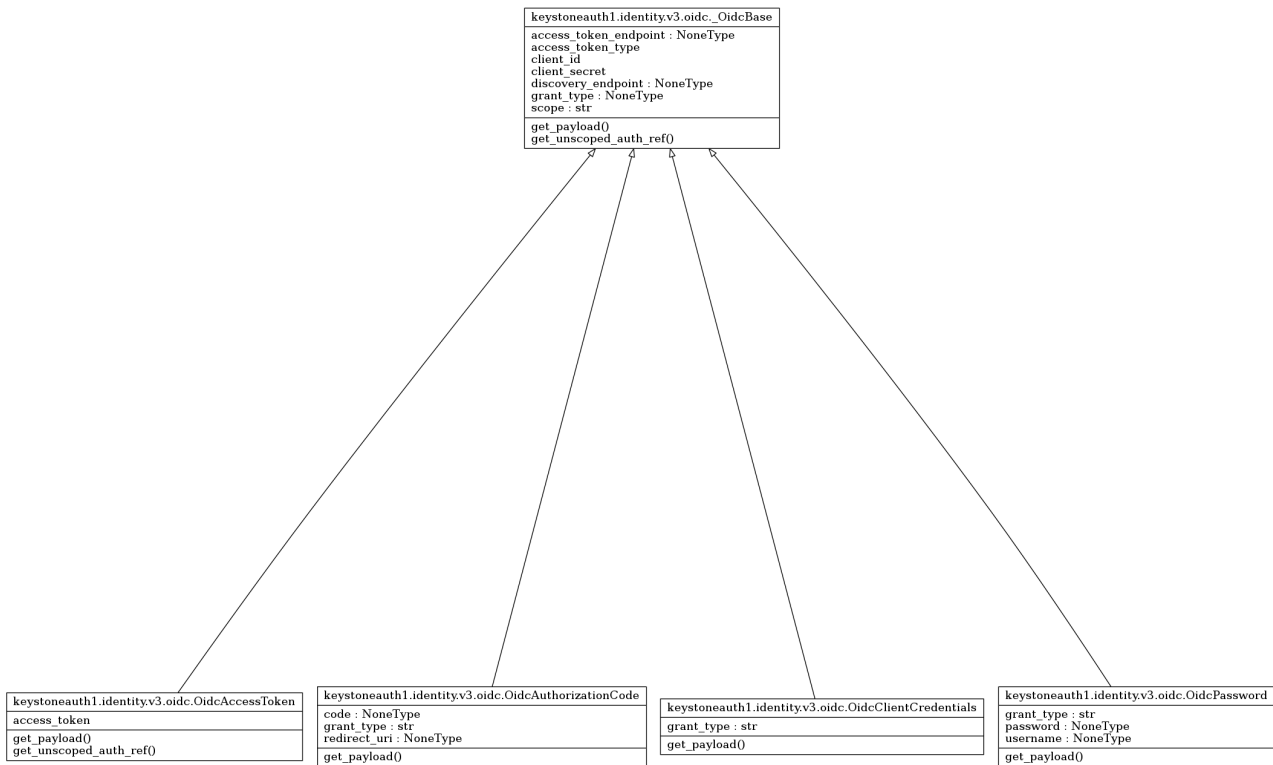 keystoneauth1.identity.v3.oidc._OidcBase
access_token_endpoint : NoneType
access_token_type
client_id
client_secret
discovery_endpoint : NoneType
grant_type : NoneType
scope : str
get_payload()
get_unscoped_auth_ref()
keystoneauth1.identity.v3.oidc.OidcAccessToken
access_token
get_payload()
get_unscoped_auth_ref()
keystoneauth1.identity.v3.oidc.OidcAuthorizationCode
code : NoneType
grant_type : str
redirect_uri : NoneType
get_payload()
keystoneauth1.identity.v3.oidc.OidcClientCredentials
grant_type : str
get_payload()
keystoneauth1.identity.v3.oidc.OidcPassword
grant_type : str
password : NoneType
username : NoneType
get_payload()